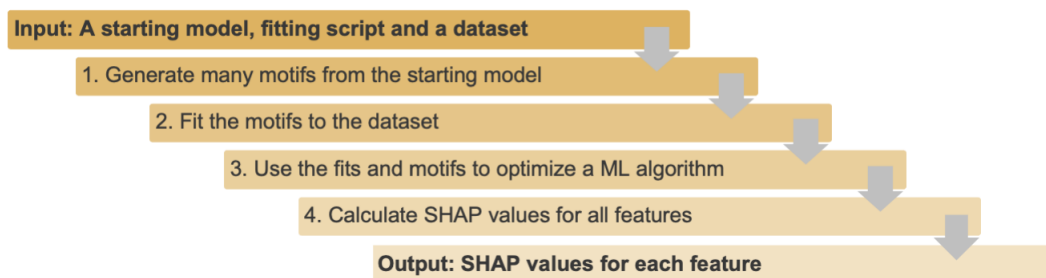 Input: A starting model, fitting script and a dataset
1. Generate many motifs from the starting model
2. Fit the motifs to the dataset
3. Use the fits and motifs to optimize a ML algorithm
4. Calculate SHAP values for all features
Output: SHAP values for each feature